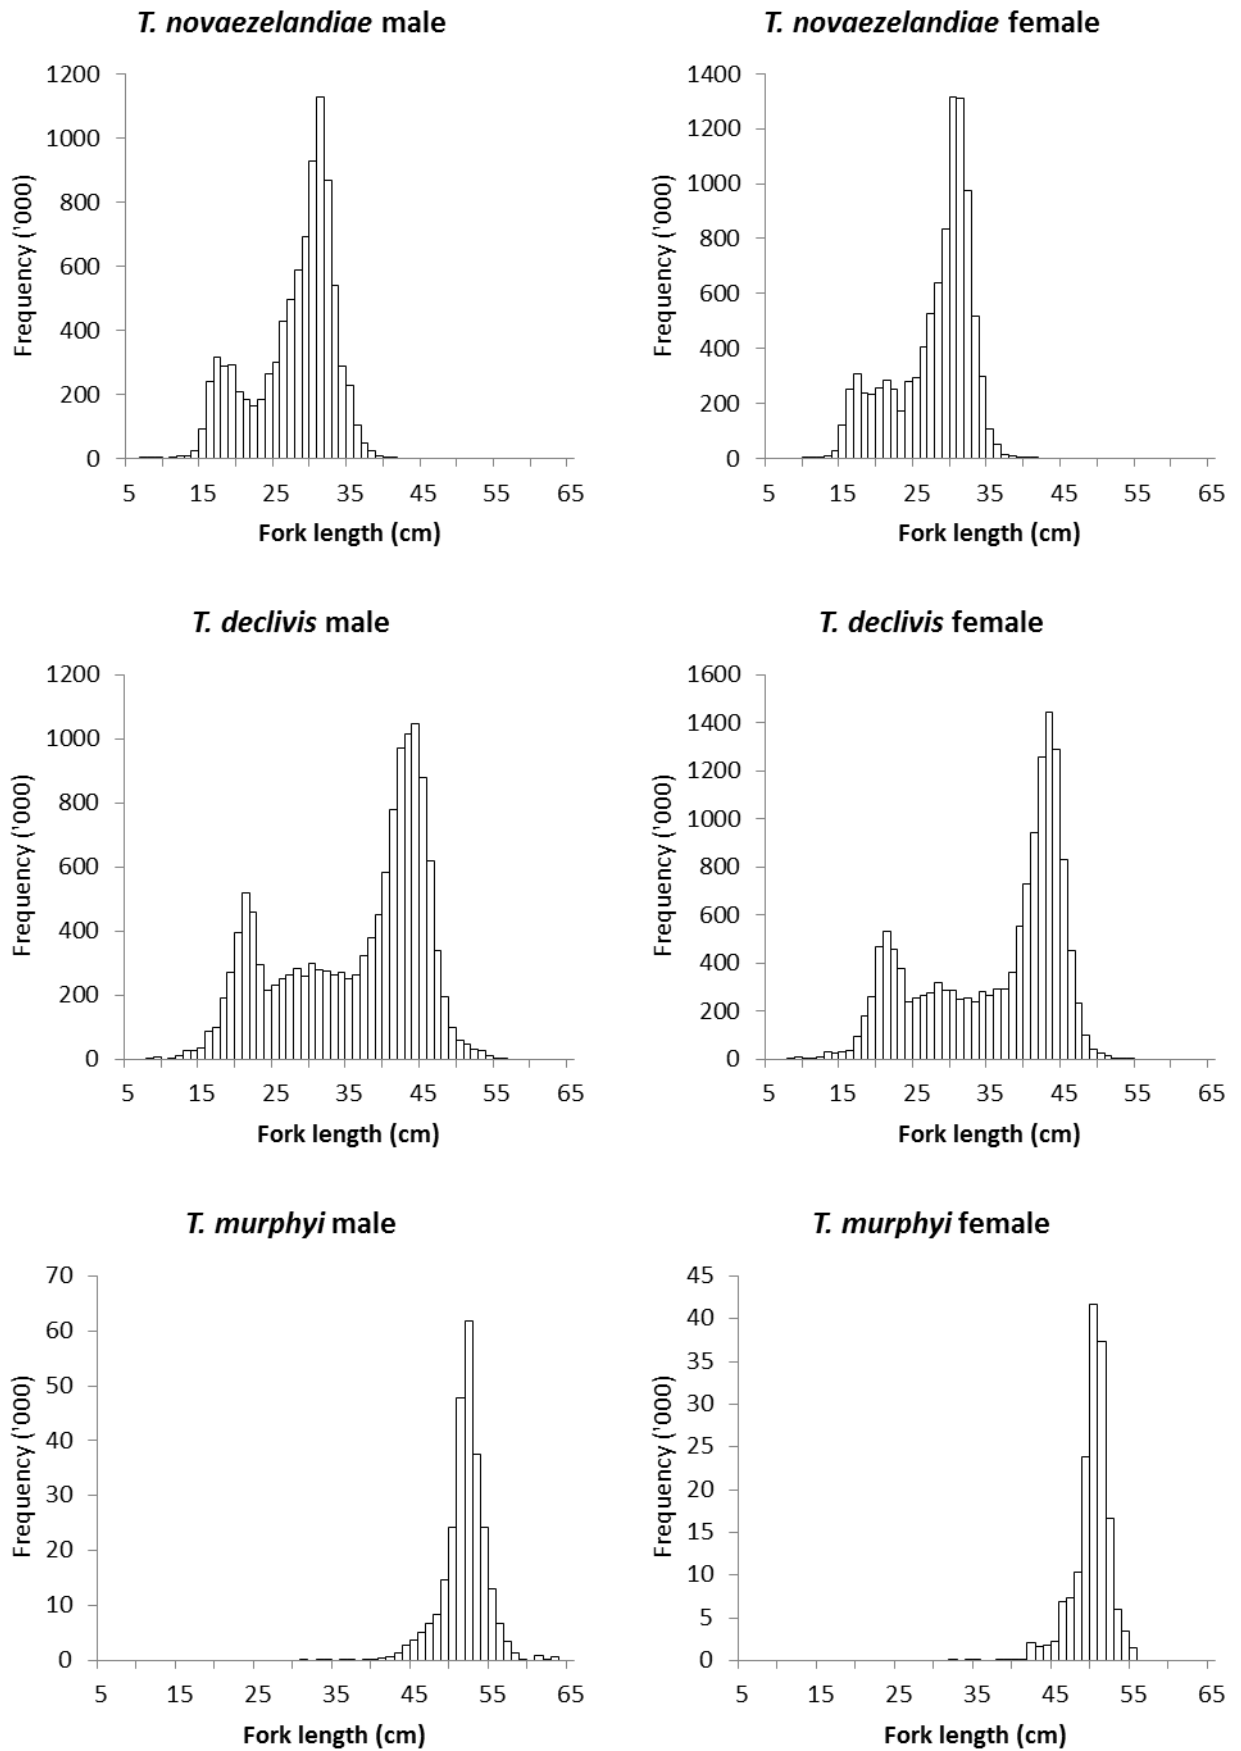 T. novaezelandiae male
1200
1000
800
600
400
200
0
Frequency ('000)
5 15 25 35 45 55 65
Fork length (cm)
T. novaezelandiae female
1400
1200
1000
800
600
400
200
0
Frequency ('000)
5 15 25 35 45 55 65
Fork length (cm)
T. declivis male
1200
1000
800
600
400
200
0
Frequency ('000)
5 15 25 35 45 55 65
Fork length (cm)
T. declivis female
1600
1400
1200
1000
800
600
400
200
0
Frequency ('000)
5 15 25 35 45 55 65
Fork length (cm)
T. murphyi male
70
60
50
40
30
20
10
0
Frequency ('000)
5 15 25 35 45 55 65
Fork length (cm)
T. murphyi female
45
40
35
30
25
20
15
10
5
0
Frequency ('000)
5 15 25 35 45 55 65
Fork length (cm)